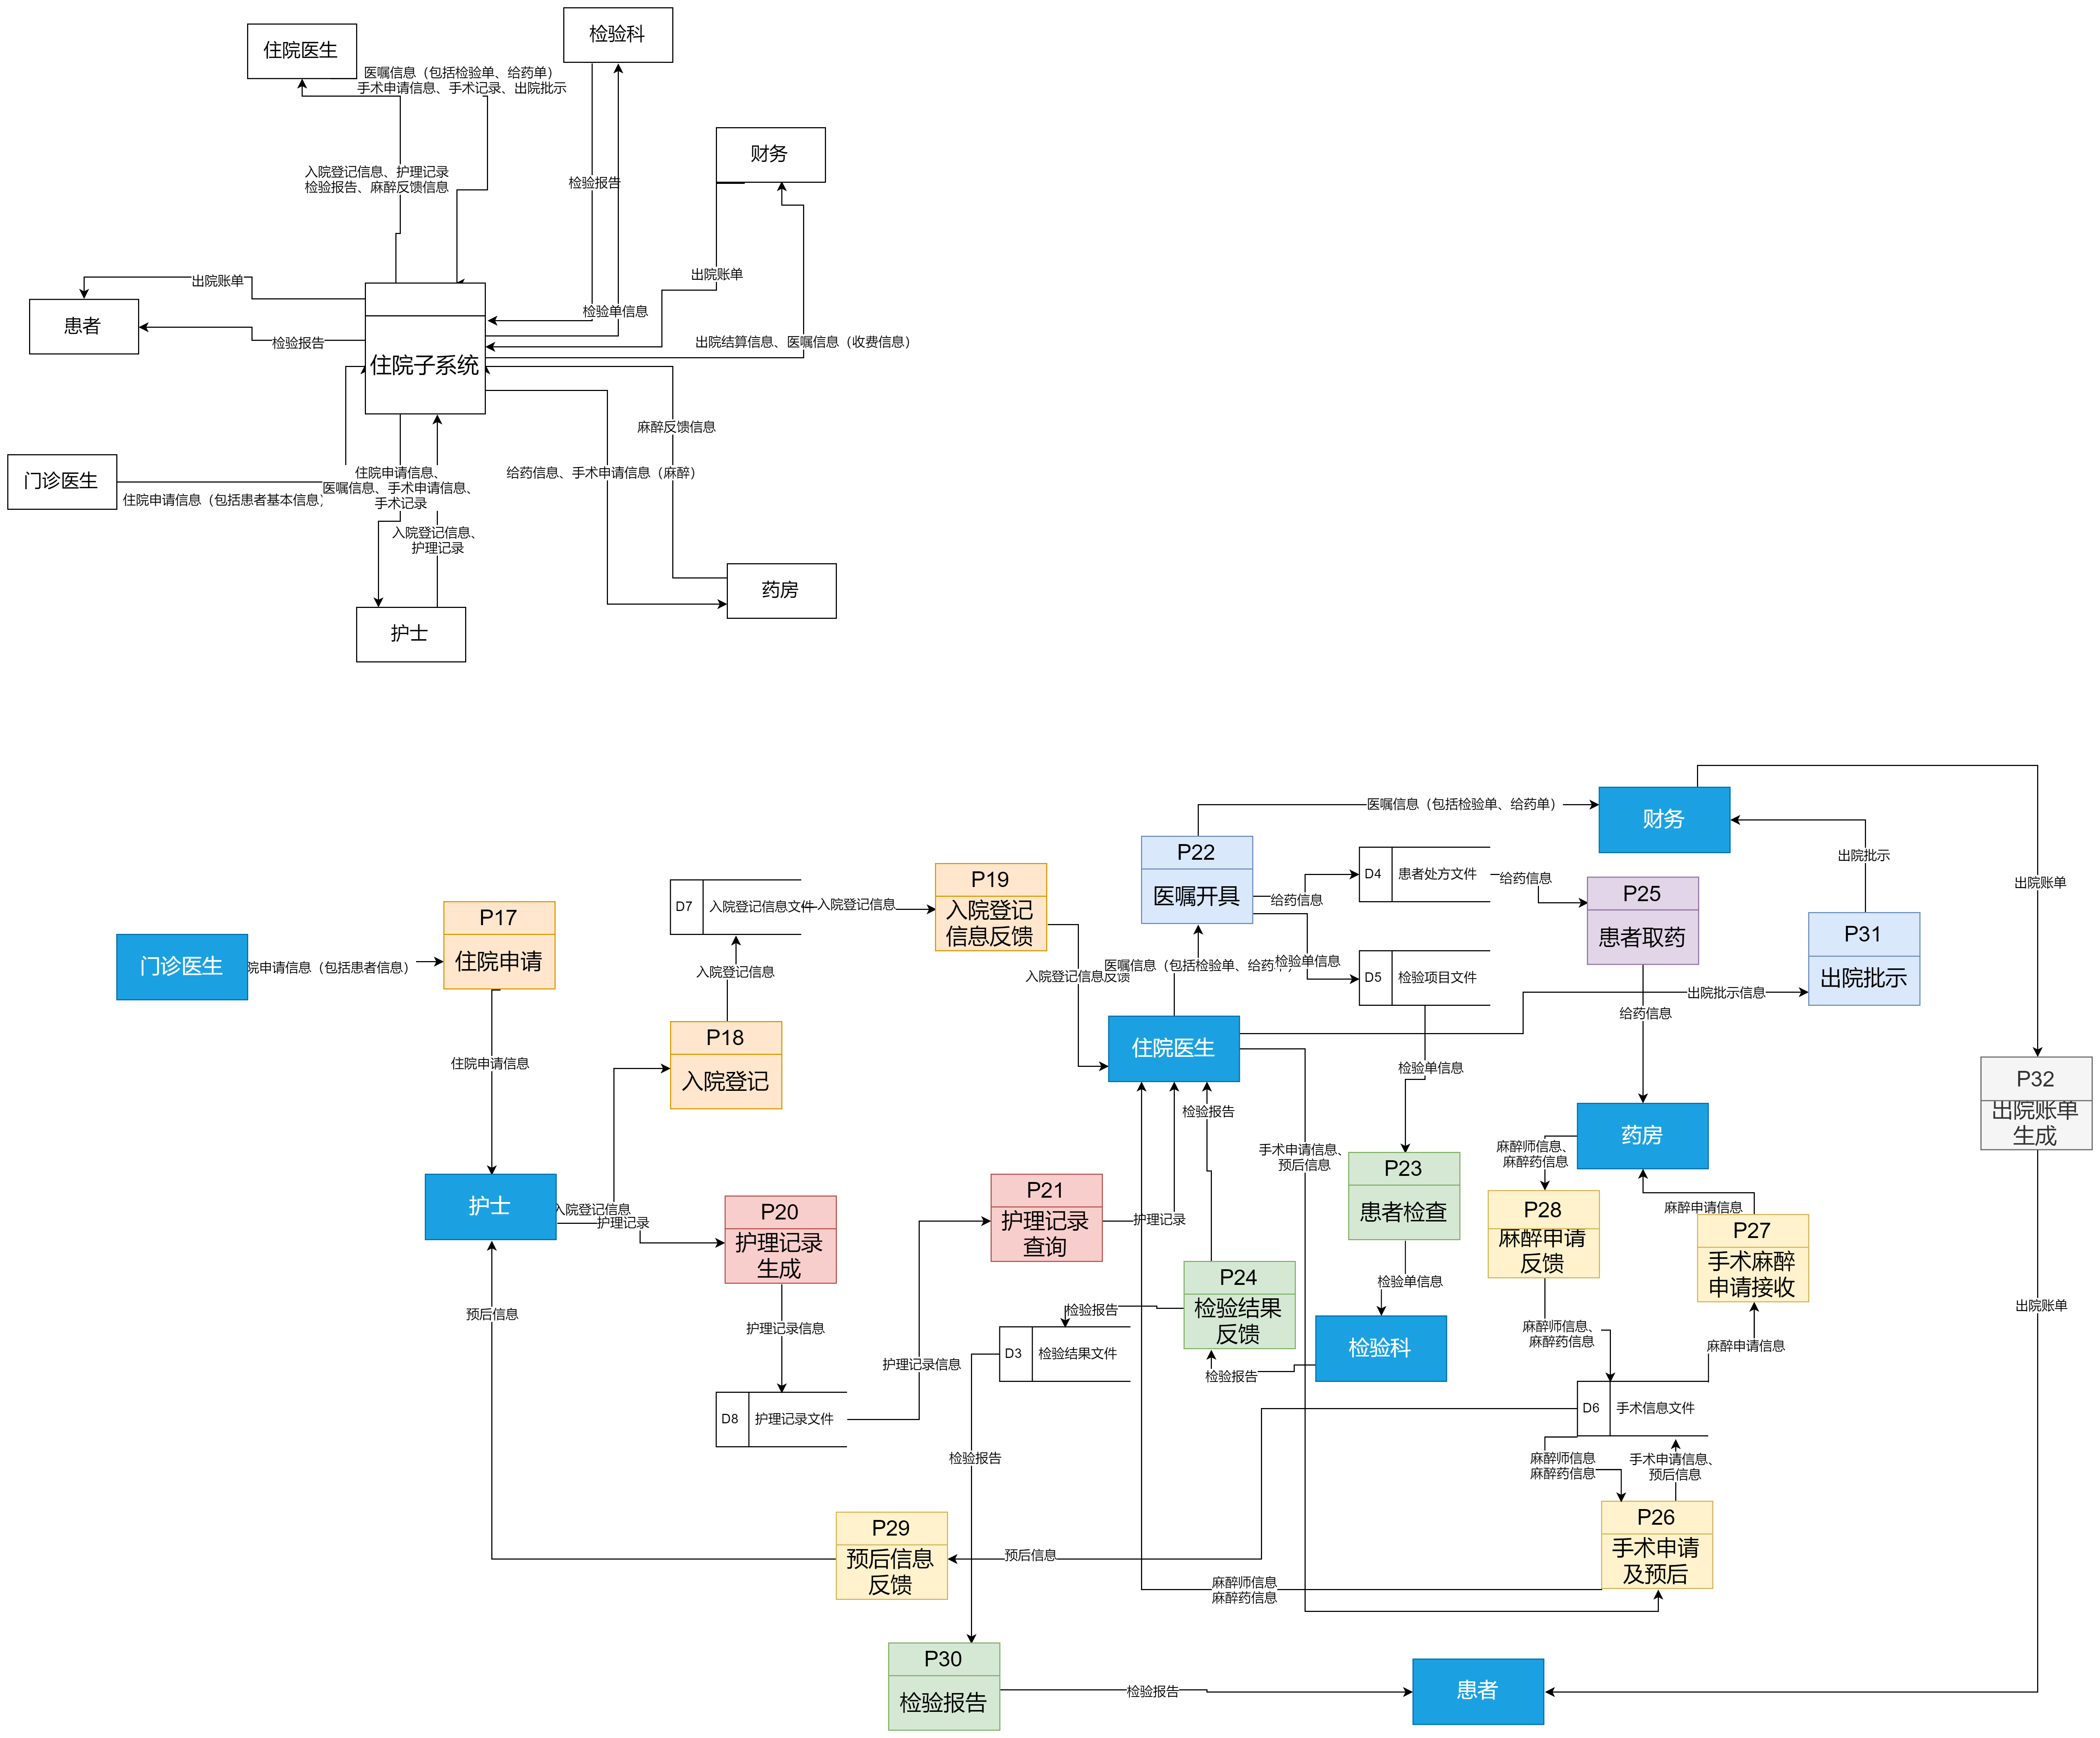 住院医生
检验科
医嘱信息（包括检验单、给药单）
手术申请信息、手术记录、出院批示
财务
入院登记信息、护理记录
检验报告、麻醉反馈信息
检验报告
出院账单
出院账单
检验单信息
患者
检验报告
出院结算信息、医嘱信息（收费信息）
住院子系统
麻醉反馈信息
门诊医生
住院申请信息（包括患者基本信息）
住院申请信息、
医嘱信息、手术申请信息、
手术记录
给药信息、手术申请信息（麻醉）
入院登记信息、
护理记录
药房
护士
医嘱信息（包括检验单、给药单）
财务
P22
医嘱开具
出院批示
D4
患者处方文件
给药信息
给药信息
出院账单
P25
患者取药
P19
入院登记
信息反馈
D7
入院登记信息文件
入院登记信息
P17
住院申请
门诊医生
院申请信息（包括患者信息）
P31
出院批示
医嘱信息（包括检验单、给药单）
检验单信息
D5
检验项目文件
入院登记信息
入院登记信息反馈
出院批示信息
给药信息
住院申请信息
P18
入院登记
住院医生
检验单信息
P32
出院账单
生成
检验报告
药房
手术申请信息、
预后信息
麻醉师信息、
麻醉药信息
P23
患者检查
护士
入院登记信息
护理记录
P20
护理记录
生成
P21
护理记录
查询
护理记录
P28
麻醉申请
反馈
麻醉申请信息
P27
手术麻醉
申请接收
P24
检验结果
反馈
检验单信息
检验报告
出院账单
预后信息
护理记录信息
护理记录信息
D3
检验结果文件
检验科
检验报告
麻醉师信息、
麻醉药信息
麻醉申请信息
D8
护理记录文件
D6
手术信息文件
检验报告
麻醉师信息
麻醉药信息
手术申请信息、
预后信息
P29
预后信息
反馈
预后信息
P26
手术申请
及预后
麻醉师信息
麻醉药信息
P30
检验报告
检验报告
患者